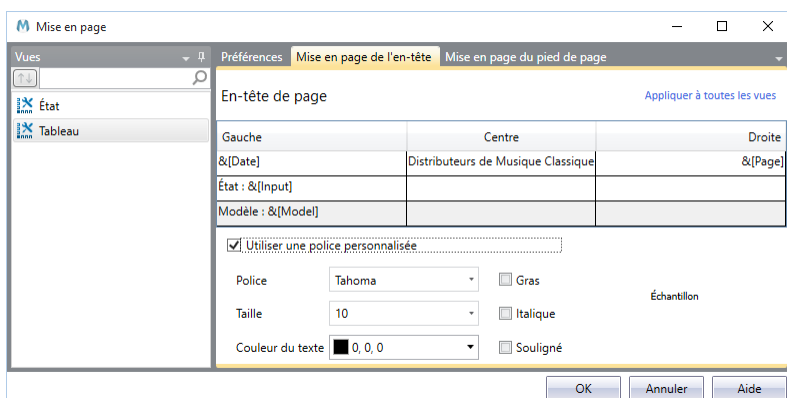 Mise en page
Vues
Préférences Mise en page de l'en-tête Mise en page du pied de page
État
Tableau
En-tête de page Appliquer à toutes les vues
Gauche Centre Droite
&[Date] Distributeurs de Musique Classique &[Page]
État : &[Input]
Modèle : &[Model]
Utiliser une police personnalisée
Police Tahoma Gras
Échantillon
Taille 10 Italique
Couleur du texte 0, 0, 0 Souligné
OK Annuler Aide